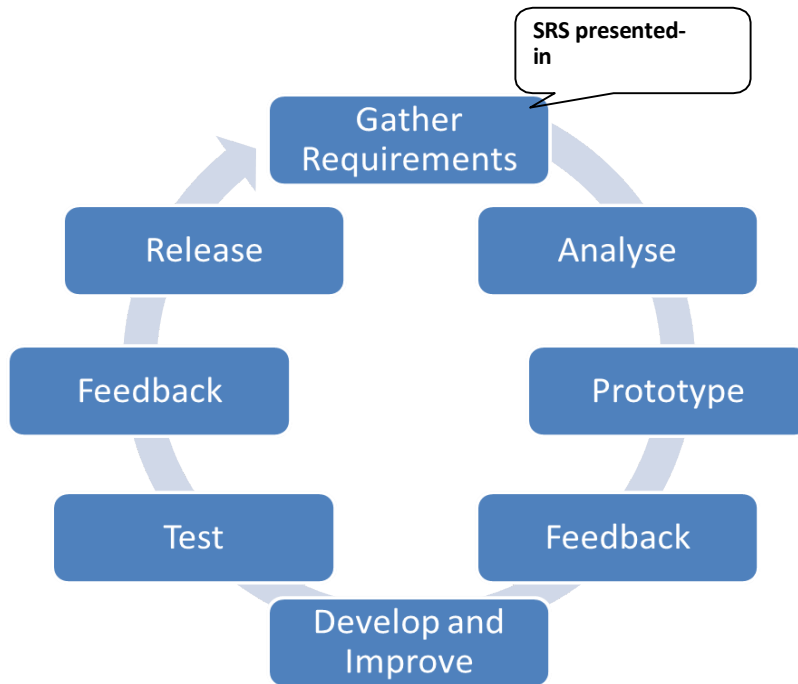 SRS presented-
in
Gather
Requirements
Analyse
Prototype
Feedback
Develop and
Improve
Test
Feedback
Release